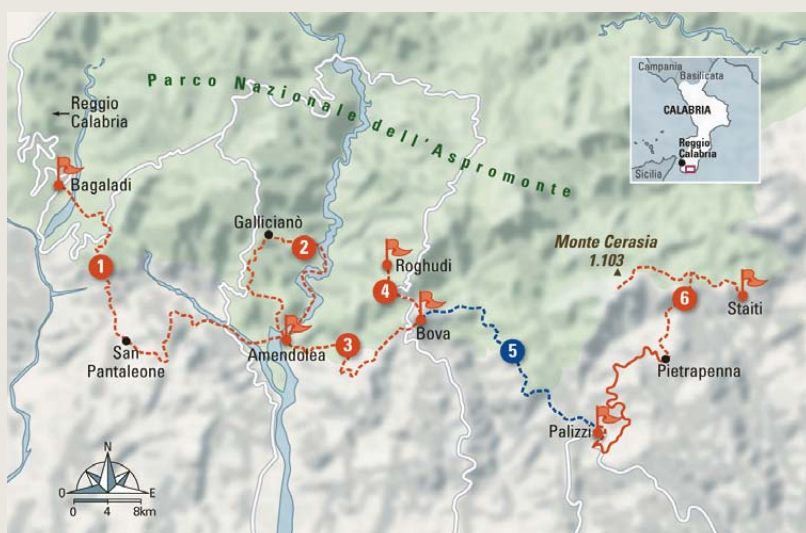 Parco Nazionale dell'Aspromonte
Reggio
Calabria
Bagaladi
1
San
Pantaleone
Gallicianò
2
Amendolea
3
Roghudi
4
Bova
5
Palizzi
Pietrapenna
6
Monte Cerasia
1.103
Staiti
Campania
Basilicata
CALABRIA
Reggio
Calabria
Sicilia
N
O
E
0 4 8km